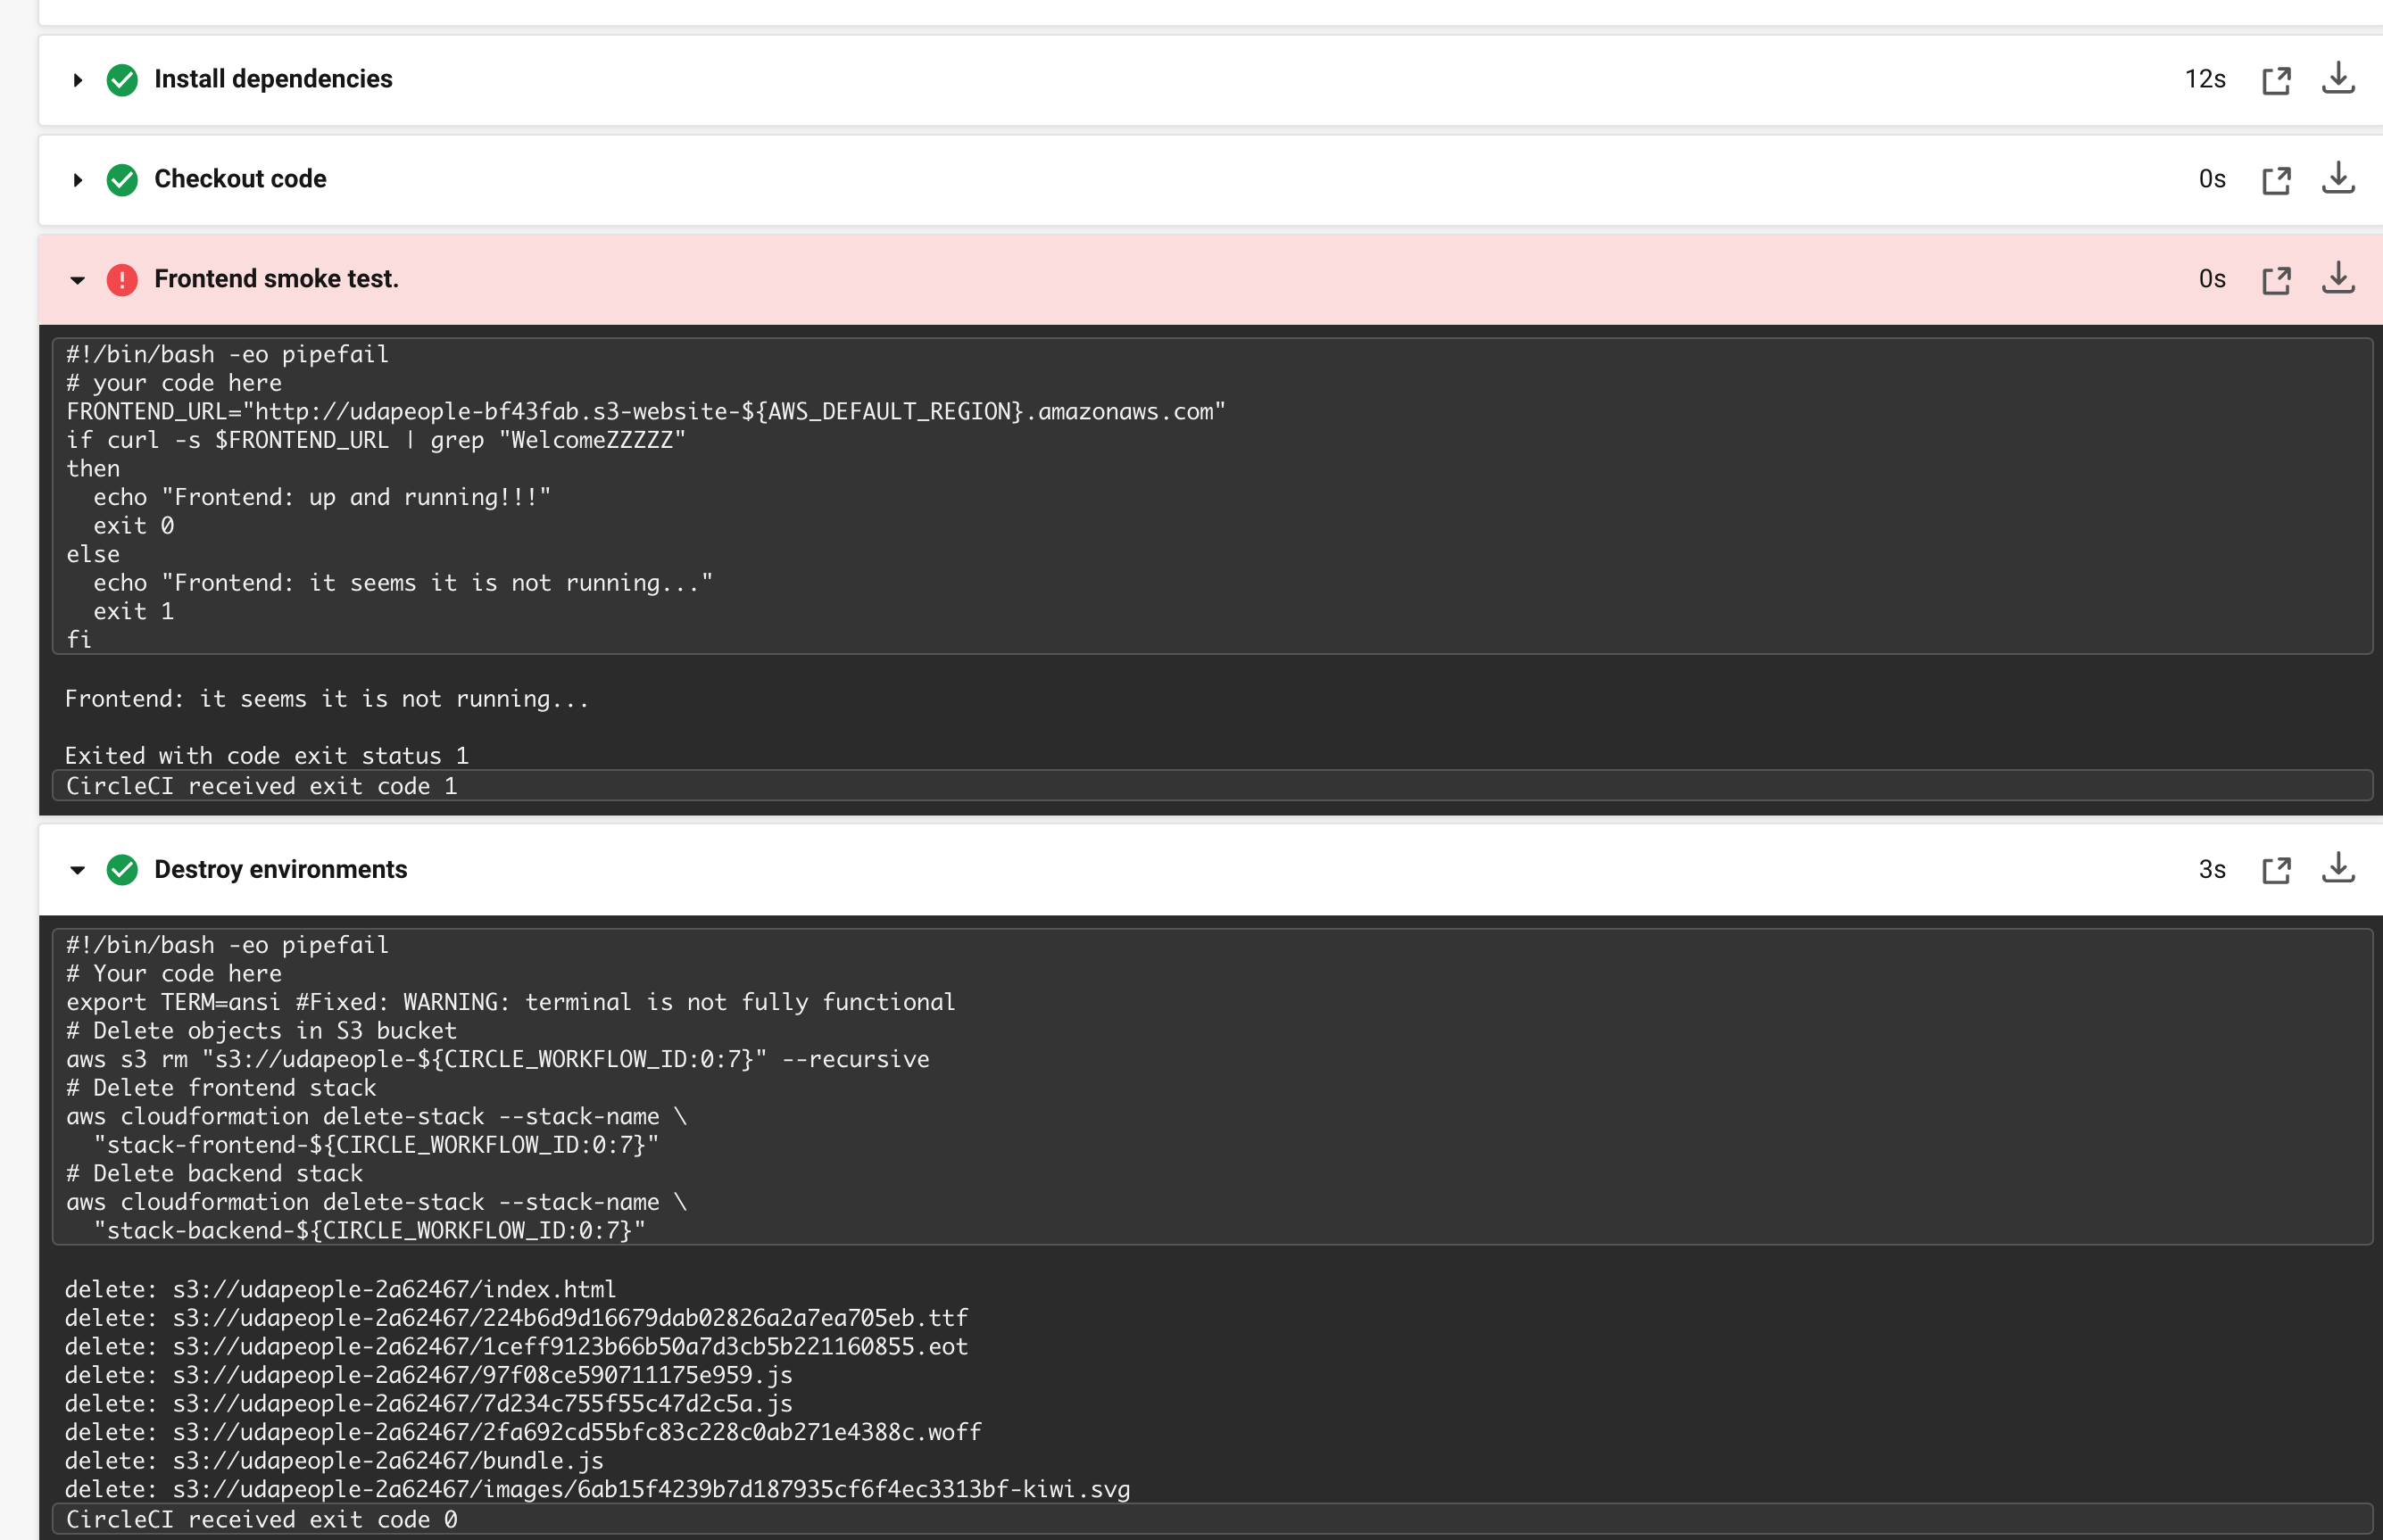 Install dependencies 12s
Checkout code 0s
Frontend smoke test. 0s
#!/bin/bash -eo pipefail
# your code here
FRONTEND_URL="http://udapeople-bf43fab.s3-website-${AWS_DEFAULT_REGION}.amazonaws.com"
if curl -s $FRONTEND_URL | grep "WelcomeZZZZZ"
then
  echo "Frontend: up and running!!!"
  exit 0
else
  echo "Frontend: it seems it is not running..."
  exit 1
fi
Frontend: it seems it is not running...
Exited with code exit status 1
CircleCI received exit code 1
Destroy environments 3s
#!/bin/bash -eo pipefail
# Your code here
export TERM=ansi #Fixed: WARNING: terminal is not fully functional
# Delete objects in S3 bucket
aws s3 rm "s3://udapeople-${CIRCLE_WORKFLOW_ID:0:7}" --recursive
# Delete frontend stack
aws cloudformation delete-stack --stack-name \
  "stack-frontend-${CIRCLE_WORKFLOW_ID:0:7}"
# Delete backend stack
aws cloudformation delete-stack --stack-name \
  "stack-backend-${CIRCLE_WORKFLOW_ID:0:7}"
delete: s3://udapeople-2a62467/index.html
delete: s3://udapeople-2a62467/224b6d9d16679dab02826a2a7ea705eb.ttf
delete: s3://udapeople-2a62467/1ceff9123b66b50a7d3cb5b221160855.eot
delete: s3://udapeople-2a62467/97f08ce590711175e959.js
delete: s3://udapeople-2a62467/7d234c755f55c47d2c5a.js
delete: s3://udapeople-2a62467/2fa692cd55bfc83c228c0ab271e4388c.woff
delete: s3://udapeople-2a62467/bundle.js
delete: s3://udapeople-2a62467/images/6ab15f4239b7d187935cf6f4ec3313bf-kiwi.svg
CircleCI received exit code 0